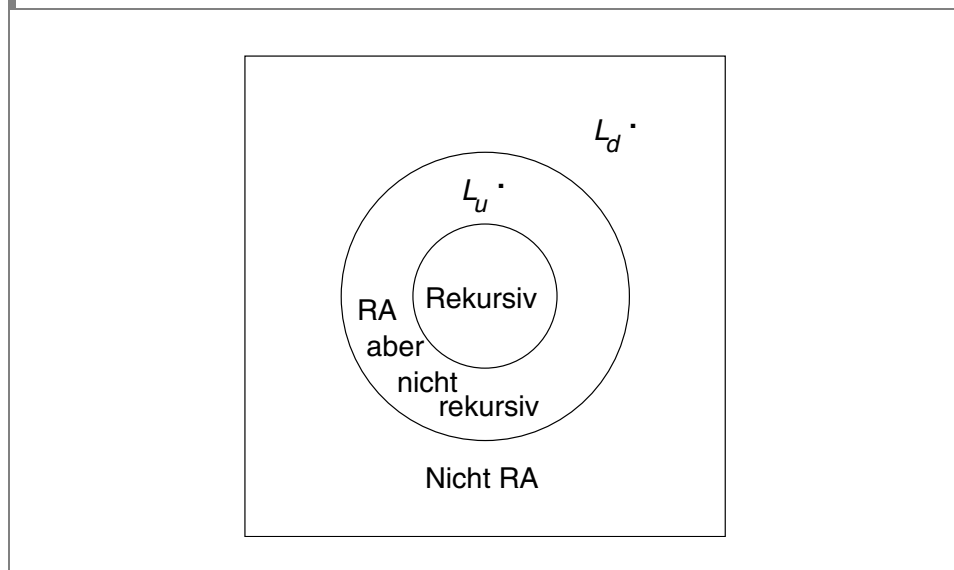 L_d
L_u
Rekursiv
RA
aber
nicht
rekursiv
Nicht RA